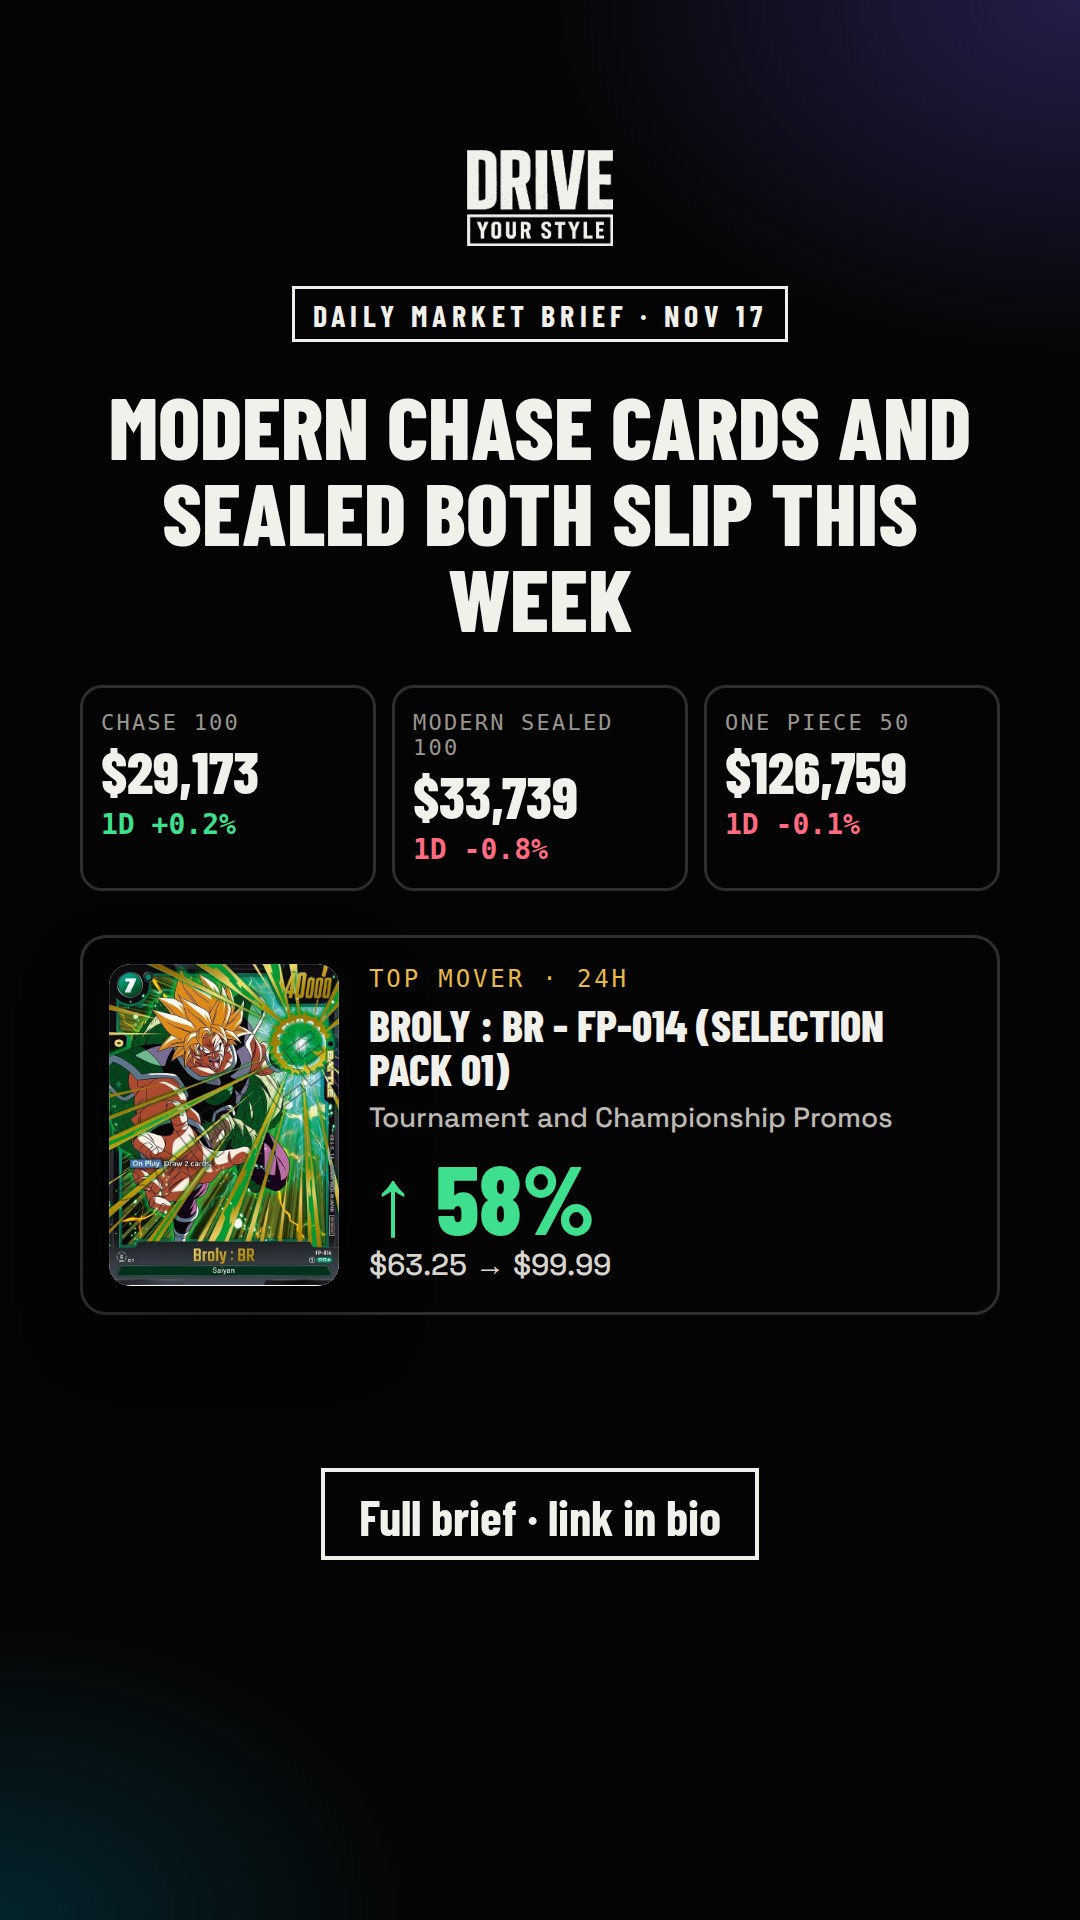 DRIVE
YOUR STYLE
DAILY MARKET BRIEF · NOV 17
MODERN CHASE CARDS AND
SEALED BOTH SLIP THIS
WEEK
CHASE 100
$29,173
1D +0.2%
MODERN SEALED
100
$33,739
1D -0.8%
ONE PIECE 50
$126,759
1D -0.1%
7
40000
On Play Draw 2 cards.
Broly : BR
Saiyan
FP-014
TOP MOVER · 24H
BROLY : BR - FP-014 (SELECTION
PACK 01)
Tournament and Championship Promos
↑ 58%
$63.25 → $99.99
Full brief · link in bio